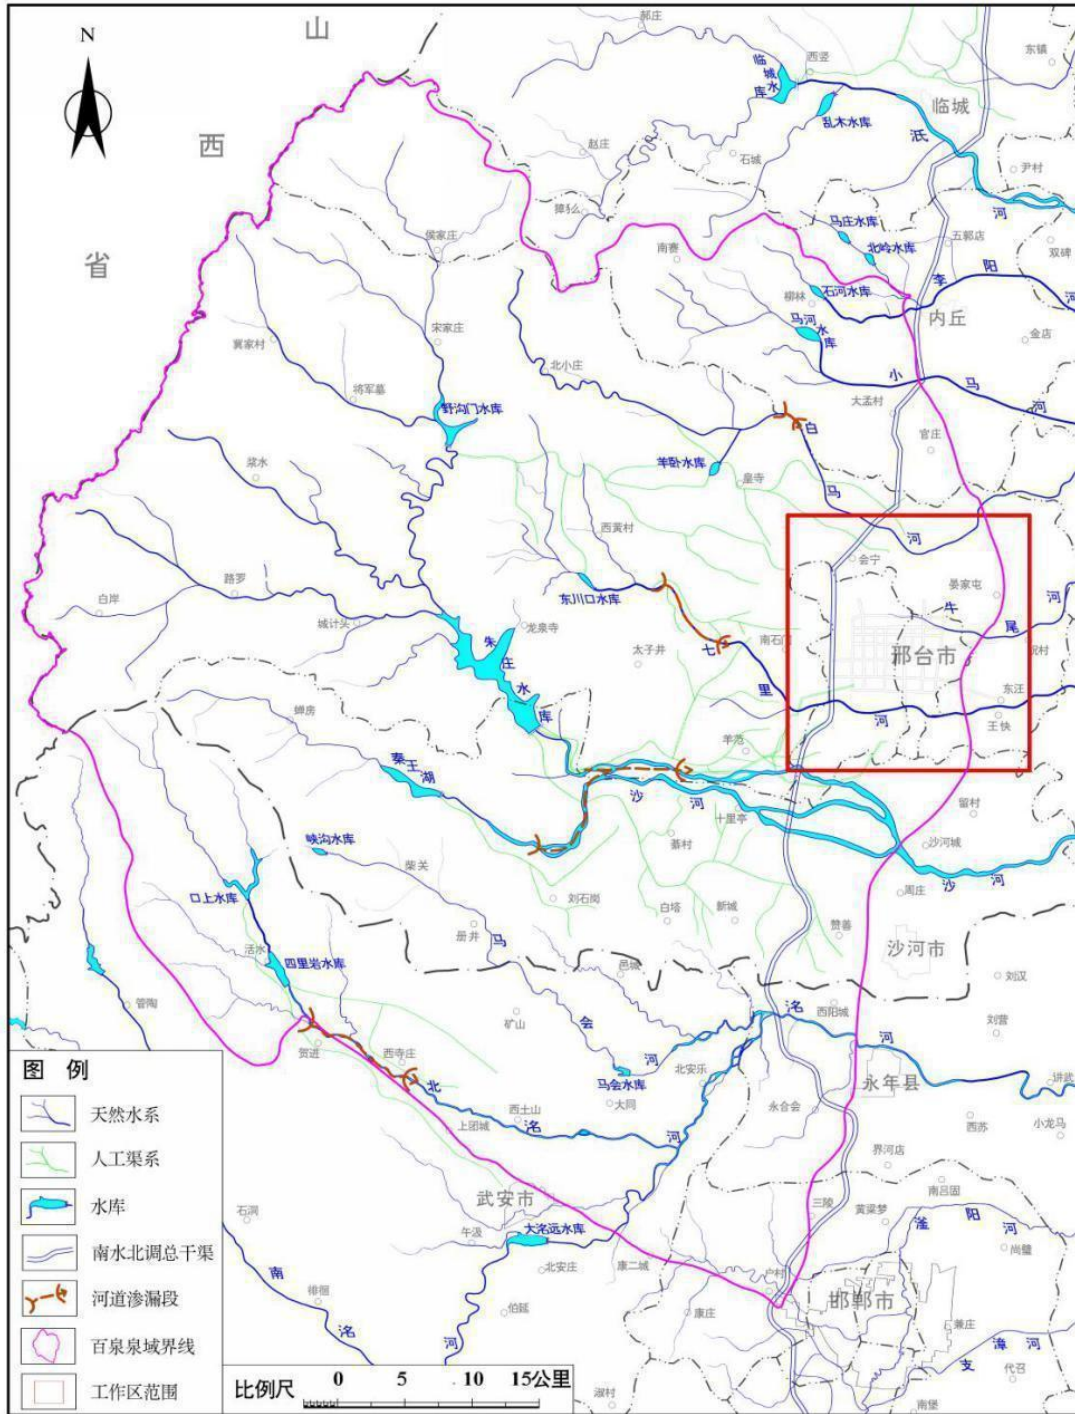 山
西
省
N
郝庄
西竖
东镇
临城水库
乱木水库
临城
泜
河
赵庄
石城
尹村
獐么
马庄水库
北岭水库
五郭店
双碑
侯家庄
南赛
柳林
石河水库
李阳河
内丘
马河水库
金店
冀家村
宋家庄
将军墓
北小庄
小马河
野沟门水库
大孟村
官庄
白马河
浆水
羊卧水库
皇寺
西黄村
会宁
晏家屯
牛尾河
路罗
白岸
城计头
东川口水库
龙泉寺
太子井
南石门
七里河
邢台市
祝村
东汪
王快
朱庄水库
蝉房
秦王湖
羊范
沙河
十里亭
留村
綦村
沙河城
峡沟水库
柴关
周庄
沙河
口上水库
刘石岗
白塔
新城
赞善
册井
沙河市
活水
四里岩水库
邑城
刘汉
管陶
矿山
马会河
西阳城
洺河
刘营
贺进
西寺庄
马会水库
北安乐
永年县
讲武
大同
永合会
北洺河
西土山
西苏
小龙马
上团城
界河店
武安市
南吕固
石洞
三陵
黄粱梦
滏阳河
午汲
大洺远水库
尚璧
北安庄
康二城
户村
南洺河
徘徊
伯延
康庄
邯郸市
兼庄
支漳河
代召
淑村
南堡
图 例
天然水系
人工渠系
水库
南水北调总干渠
河道渗漏段
百泉泉域界线
工作区范围
比例尺 0 5 10 15公里